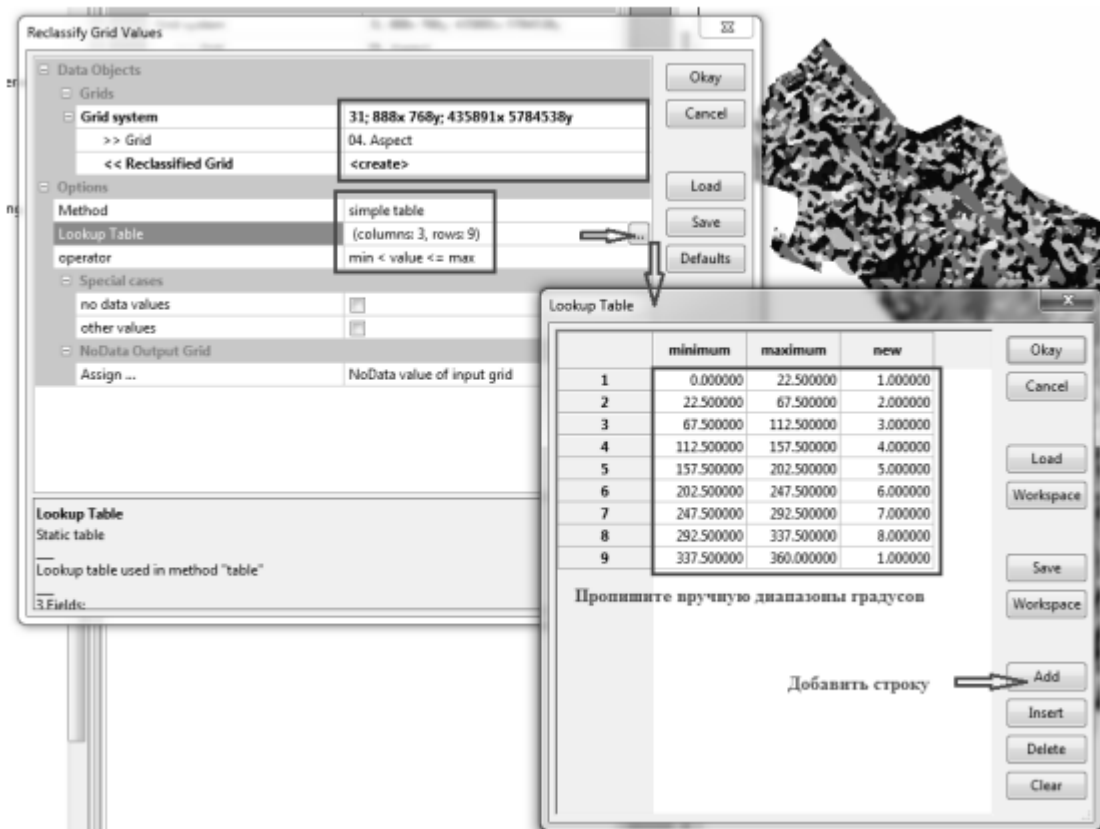 Reclassify Grid Values
Data Objects
Grids
Grid system 31; 888x 768y; 435891x 5784538y
>> Grid 04. Aspect
<< Reclassified Grid <create>
Options
Method simple table
Lookup Table (columns: 3, rows: 9) ...
operator min < value <= max
Special cases
no data values
other values
NoData Output Grid
Assign ... NoData value of input grid
Okay
Cancel
Load
Save
Defaults
Lookup Table
Static table
Lookup table used in method "table"
3 Fields:
Lookup Table
minimum maximum new
1 0.000000 22.500000 1.000000
2 22.500000 67.500000 2.000000
3 67.500000 112.500000 3.000000
4 112.500000 157.500000 4.000000
5 157.500000 202.500000 5.000000
6 202.500000 247.500000 6.000000
7 247.500000 292.500000 7.000000
8 292.500000 337.500000 8.000000
9 337.500000 360.000000 1.000000
Пропишите вручную диапазоны градусов
Добавить строку
Okay
Cancel
Load
Workspace
Save
Workspace
Add
Insert
Delete
Clear